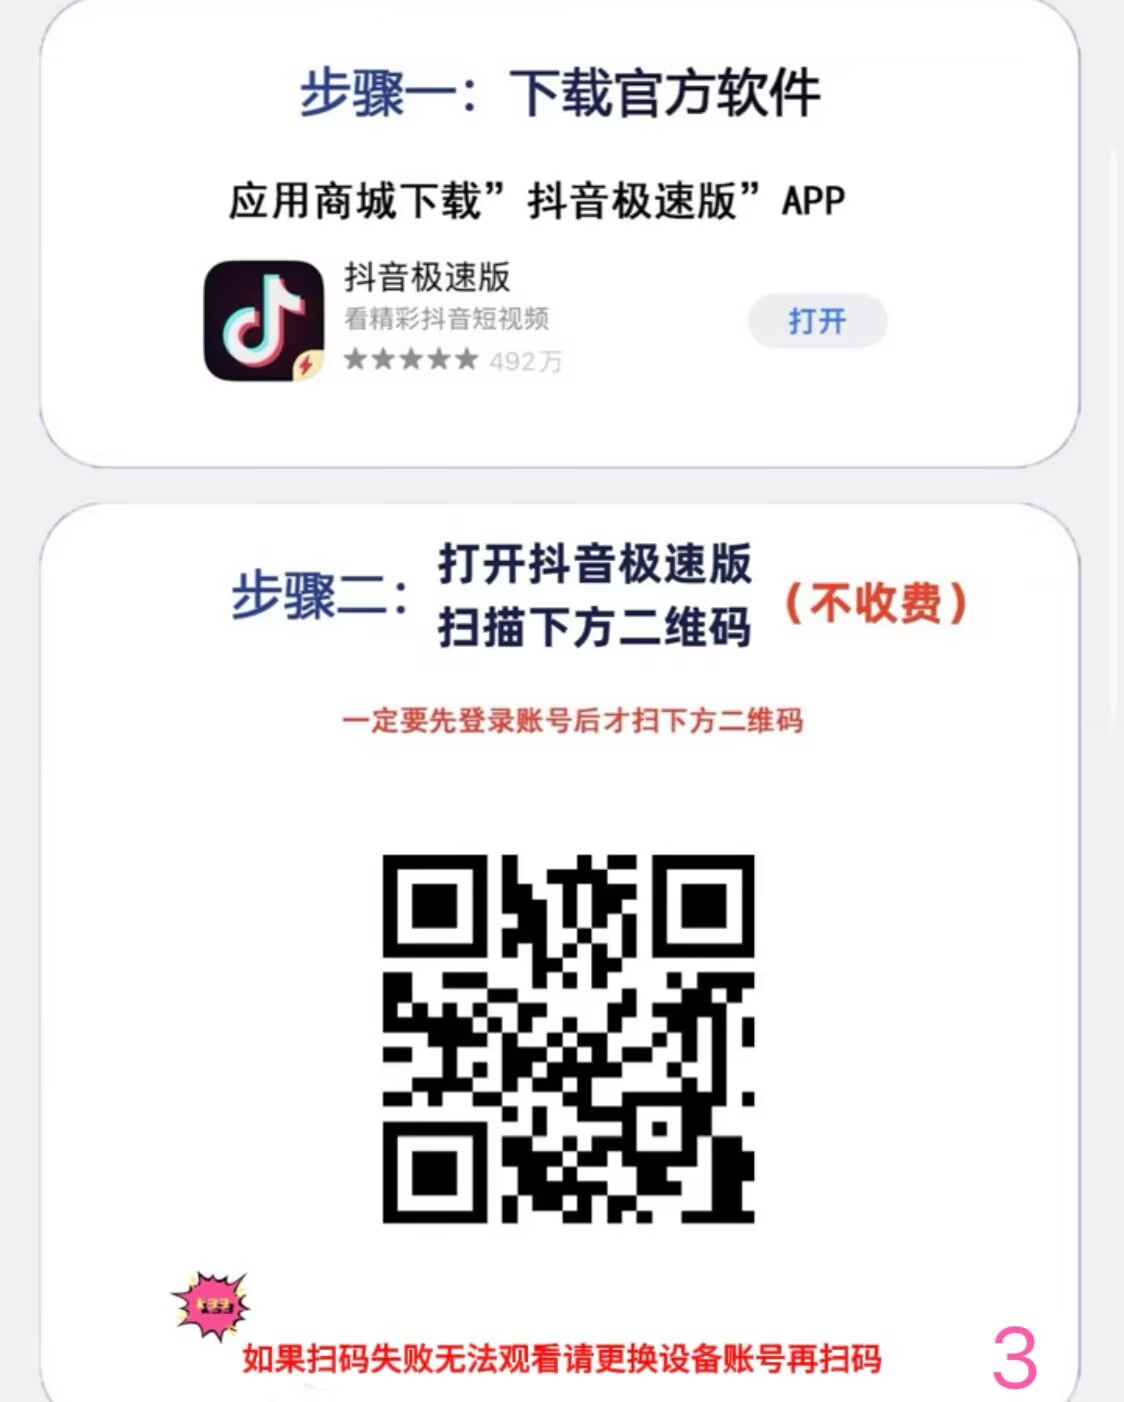 步骤一：下载官方软件
应用商城下载”抖音极速版”APP
抖音极速版
看精彩抖音短视频
★★★★★ 492万
打开
步骤二：
打开抖音极速版
扫描下方二维码
（不收费）
一定要先登录账号后才扫下方二维码
如果扫码失败无法观看请更换设备账号再扫码
3